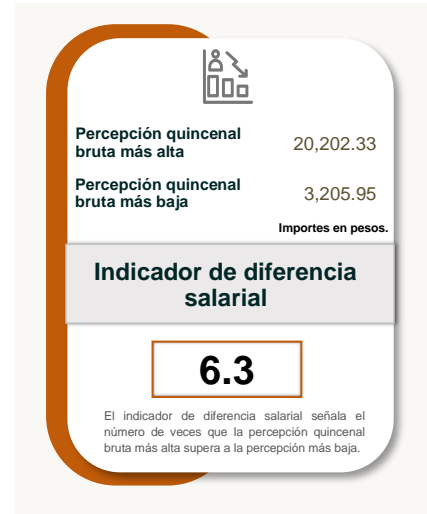 Percepción quincenal
bruta más alta
20,202.33
Percepción quincenal
bruta más baja
3,205.95
Importes en pesos.
Indicador de diferencia
salarial
6.3
El indicador de diferencia salarial señala el
número de veces que la percepción quincenal
bruta más alta supera a la percepción más baja.